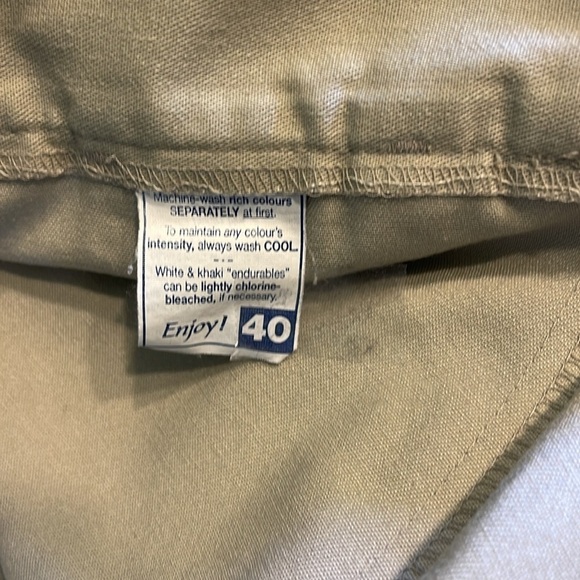 Machine-wash rich colours
SEPARATELY at first.
To maintain any colour's
intensity, always wash COOL.
White & khaki "endurables"
can be lightly chlorine-
bleached, if necessary.
Enjoy! 40